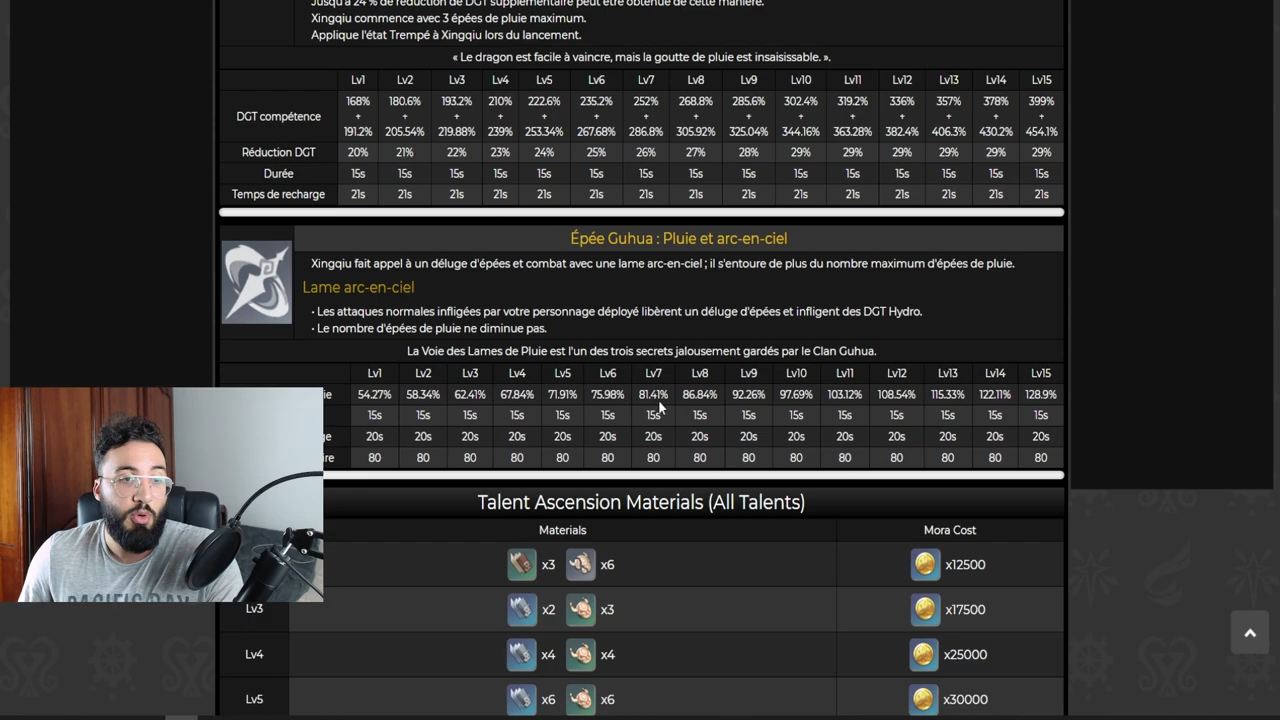 Jusqu'à 24 % de réduction de DGT supplémentaire peut être obtenue de cette manière.
Xingqiu commence avec 3 épées de pluie maximum.
Applique l'état Trempé à Xingqiu lors du lancement.
« Le dragon est facile à vaincre, mais la goutte de pluie est insaisissable. ».
Lv1 Lv2 Lv3 Lv4 Lv5 Lv6 Lv7 Lv8 Lv9 Lv10 Lv11 Lv12 Lv13 Lv14 Lv15
168% 180.6% 193.2% 210% 222.6% 235.2% 252% 268.8% 285.6% 302.4% 319.2% 336% 357% 378% 399%
DGT compétence + + + + + + + + + + + + + + +
191.2% 205.54% 219.88% 239% 253.34% 267.68% 286.8% 305.92% 325.04% 344.16% 363.28% 382.4% 406.3% 430.2% 454.1%
Réduction DGT 20% 21% 22% 23% 24% 25% 26% 27% 28% 29% 29% 29% 29% 29% 29%
Durée 15s 15s 15s 15s 15s 15s 15s 15s 15s 15s 15s 15s 15s 15s 15s
Temps de recharge 21s 21s 21s 21s 21s 21s 21s 21s 21s 21s 21s 21s 21s 21s 21s
Épée Guhua : Pluie et arc-en-ciel
Xingqiu fait appel à un déluge d'épées et combat avec une lame arc-en-ciel ; il s'entoure de plus du nombre maximum d'épées de pluie.
Lame arc-en-ciel
· Les attaques normales infligées par votre personnage déployé libèrent un déluge d'épées et infligent des DGT Hydro.
· Le nombre d'épées de pluie ne diminue pas.
La Voie des Lames de Pluie est l'un des trois secrets jalousement gardés par le Clan Guhua.
Lv1 Lv2 Lv3 Lv4 Lv5 Lv6 Lv7 Lv8 Lv9 Lv10 Lv11 Lv12 Lv13 Lv14 Lv15
ie 54.27% 58.34% 62.41% 67.84% 71.91% 75.98% 81.41% 86.84% 92.26% 97.69% 103.12% 108.54% 115.33% 122.11% 128.9%
15s 15s 15s 15s 15s 15s 15s 15s 15s 15s 15s 15s 15s 15s 15s
ge 20s 20s 20s 20s 20s 20s 20s 20s 20s 20s 20s 20s 20s 20s 20s
ire 80 80 80 80 80 80 80 80 80 80 80 80 80 80 80
Talent Ascension Materials (All Talents)
Materials Mora Cost
x3 x6 x12500
Lv3 x2 x3 x17500
Lv4 x4 x4 x25000
Lv5 x6 x6 x30000